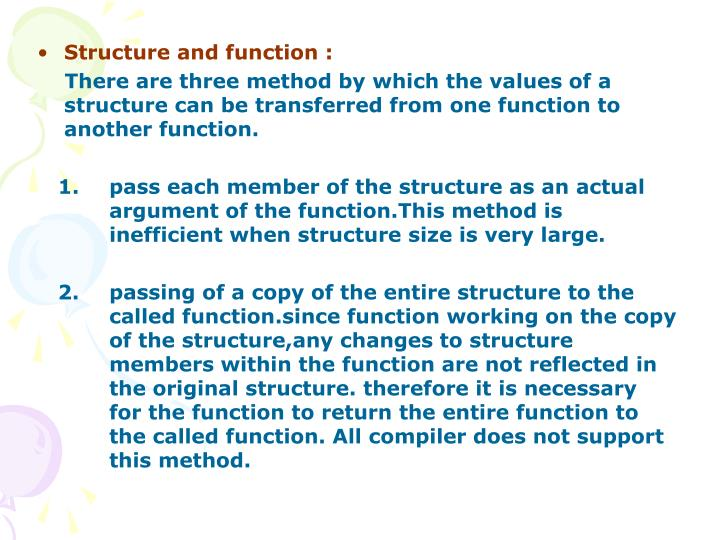 • Structure and function :
There are three method by which the values of a
structure can be transferred from one function to
another function.
1. pass each member of the structure as an actual
argument of the function.This method is
inefficient when structure size is very large.
2. passing of a copy of the entire structure to the
called function.since function working on the copy
of the structure,any changes to structure
members within the function are not reflected in
the original structure. therefore it is necessary
for the function to return the entire function to
the called function. All compiler does not support
this method.